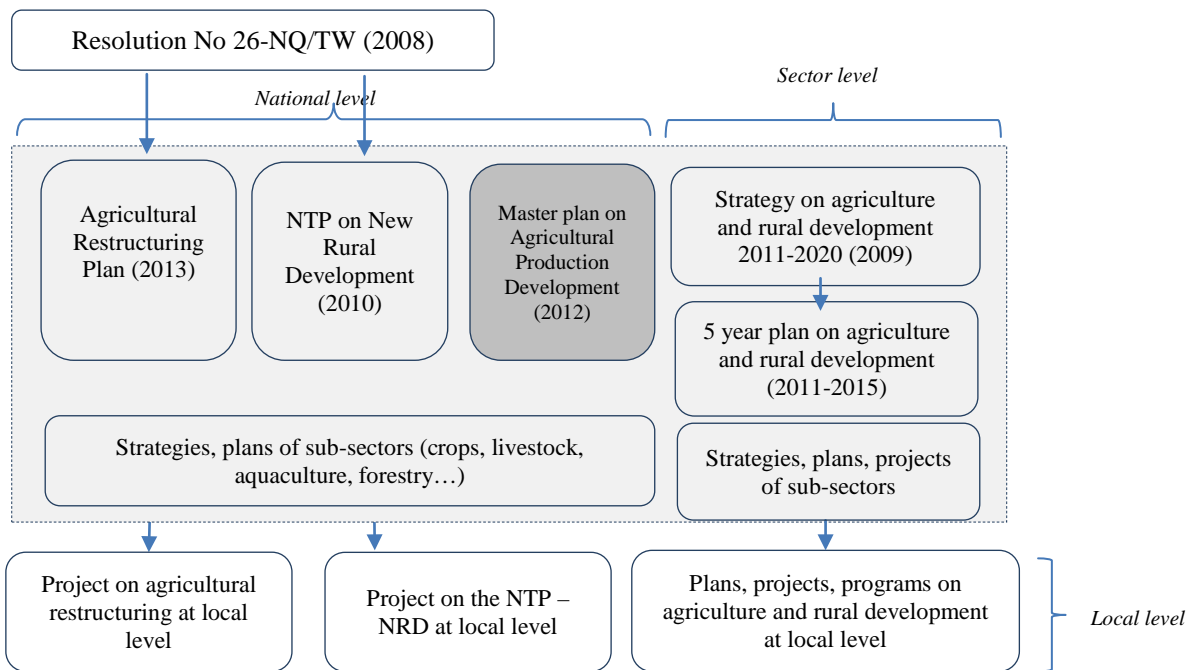 Resolution No 26-NQ/TW (2008)
Sector level
National level
Agricultural
Restructuring
Plan (2013)
NTP on New
Rural
Development
(2010)
Master plan on
Agricultural
Production
Development
(2012)
Strategy on agriculture
and rural development
2011-2020 (2009)
5 year plan on agriculture
and rural development
(2011-2015)
Strategies, plans of sub-sectors (crops, livestock,
aquaculture, forestry…)
Strategies, plans, projects
of sub-sectors
Project on agricultural
restructuring at local
level
Project on the NTP –
NRD at local level
Plans, projects, programs on
agriculture and rural development
at local level
Local level